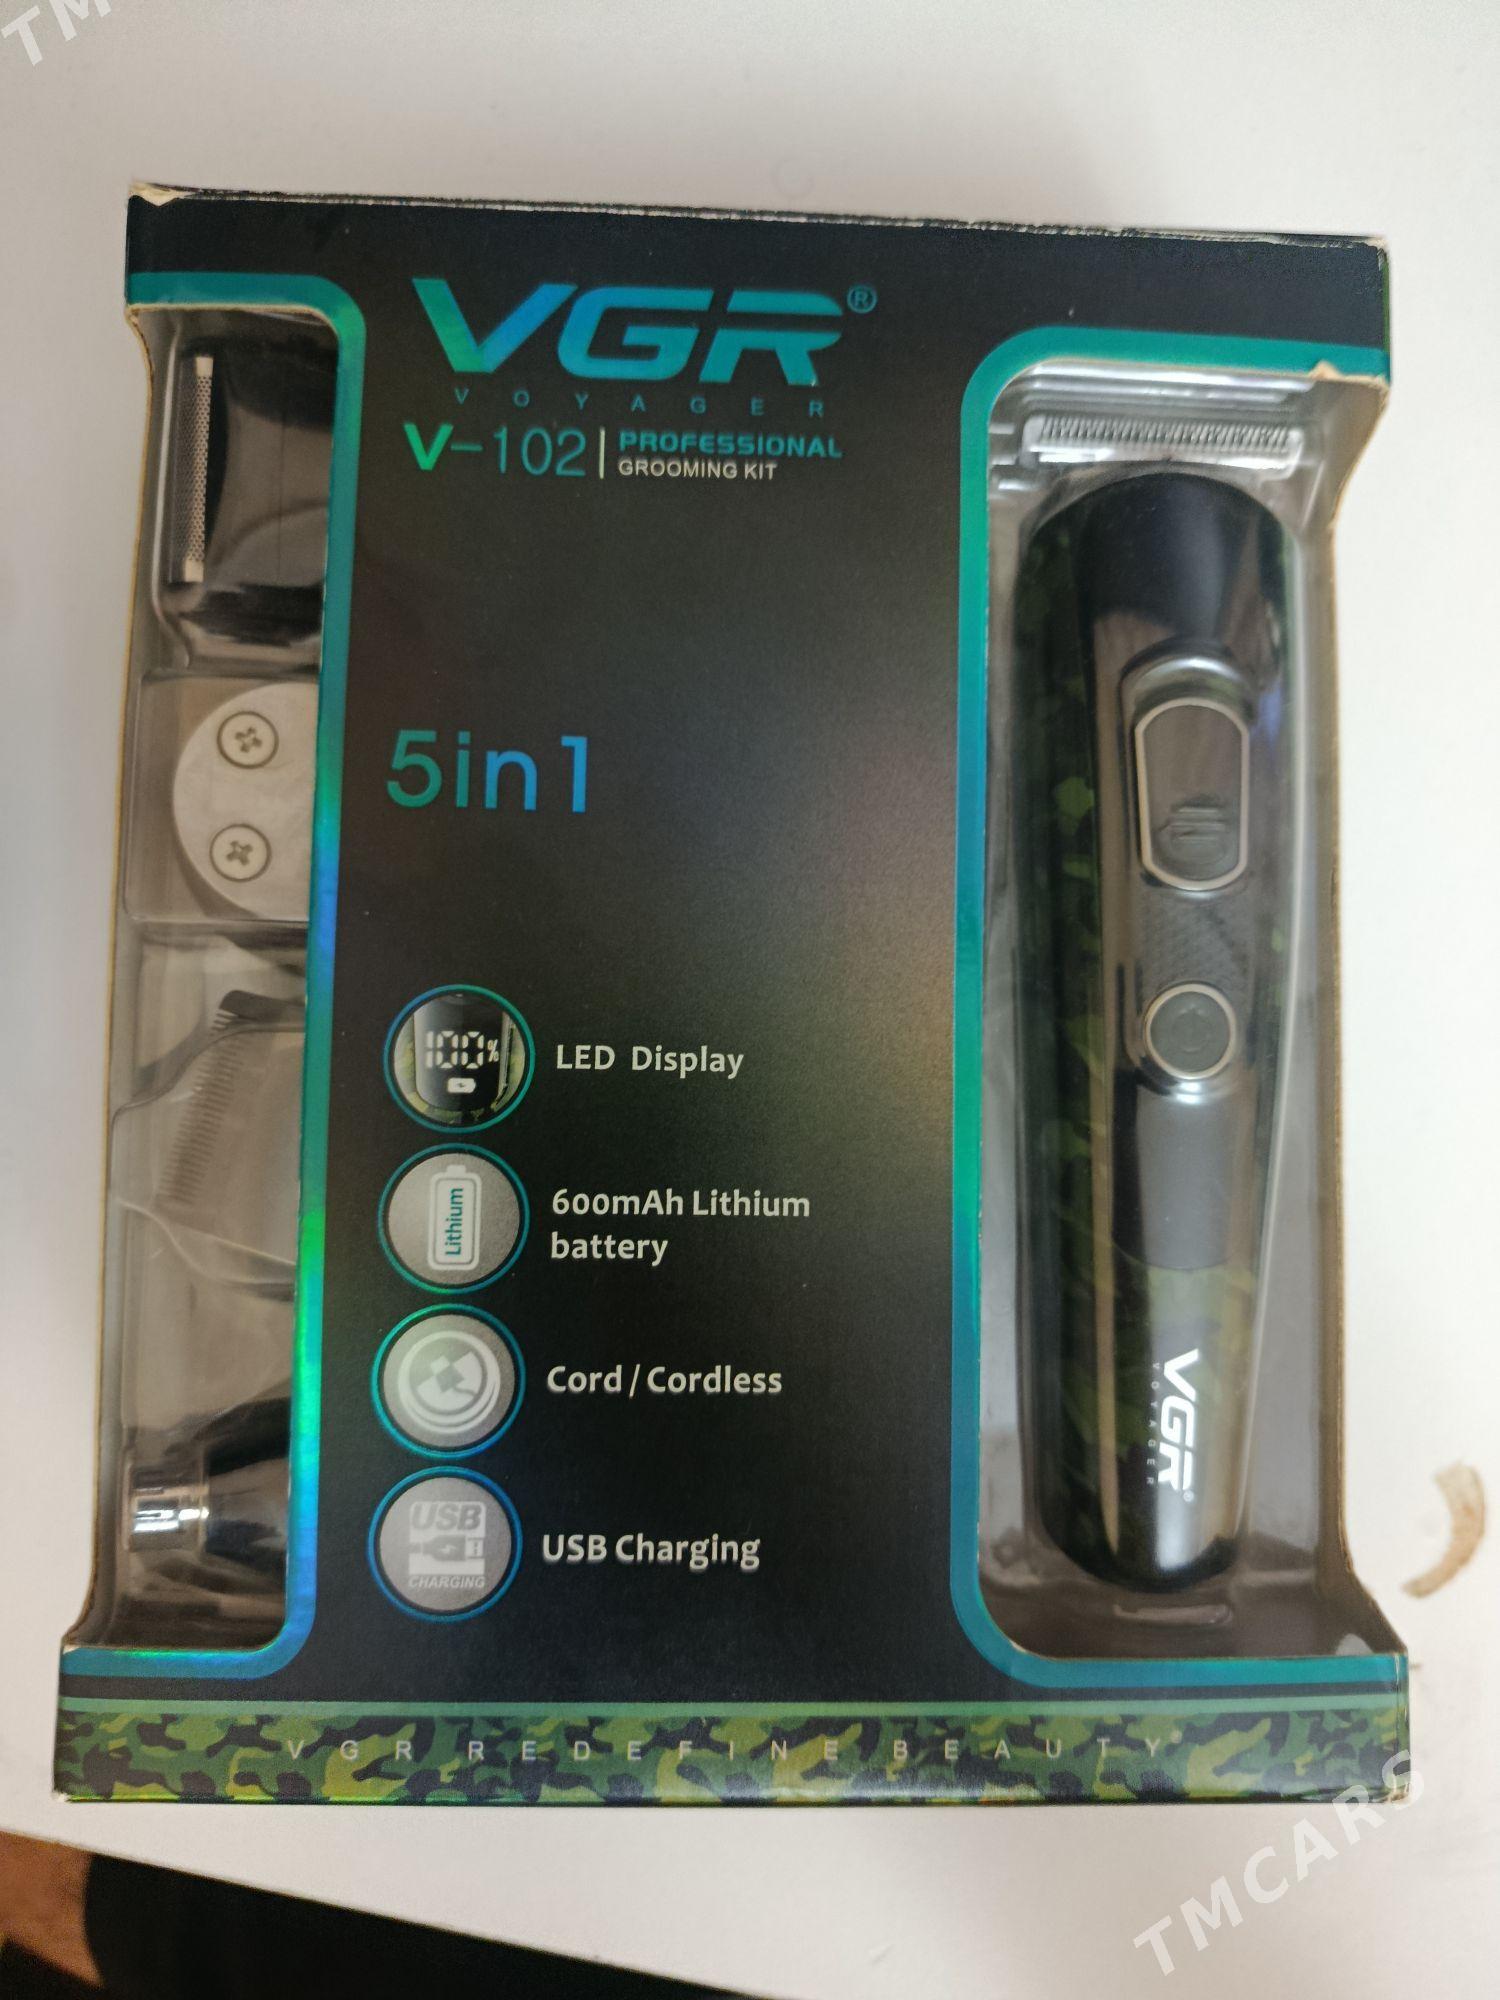 TM
VGR®
VOYAGER
V-102 | PROFESSIONAL
GROOMING KIT
5in1
100%
LED Display
Lithium
600mAh Lithium
battery
Cord / Cordless
USB
CHARGING
USB Charging
VGR®
VOYAGER
VGR REDEFINE BEAUTY
TMCARS